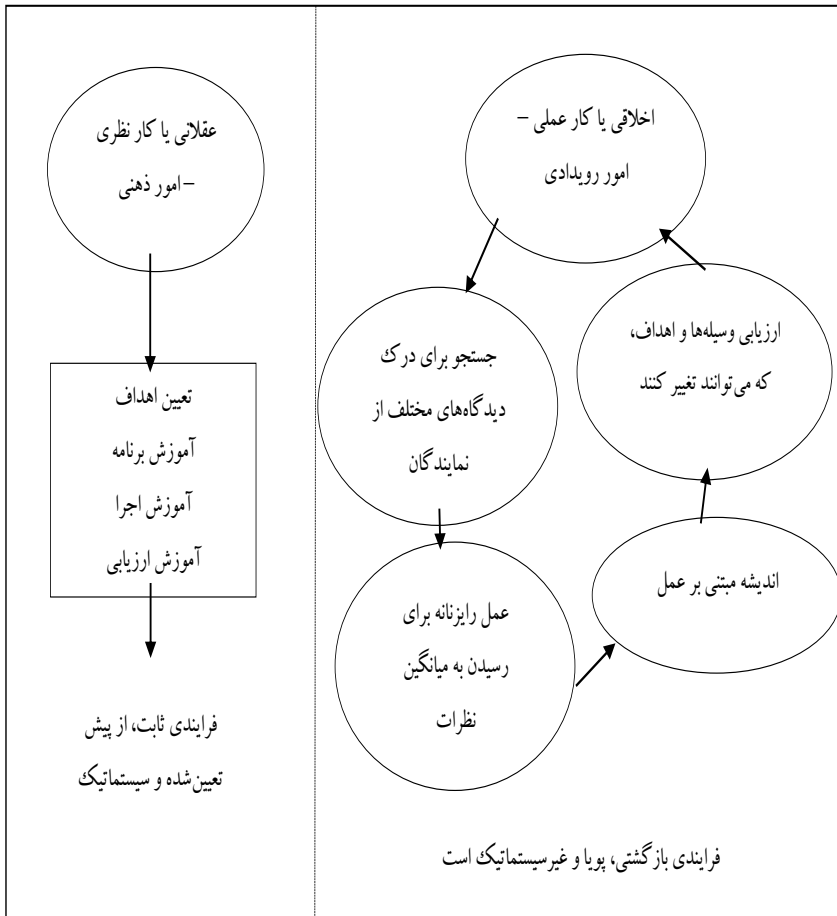 اخلاقی یا کار عملی –
امور رویدادی
جستجو برای درک
دیدگاه‌های مختلف از
نمایندگان
عمل رایزنانه برای
رسیدن به میانگین
نظرات
اندیشه مبتنی بر عمل
ارزیابی وسیله‌ها و اهداف،
که می‌توانند تغییر کنند
فرایندی بازگشتی، پویا و غیرسیستماتیک است
عقلانی یا کار نظری
–امور ذهنی
تعیین اهداف
آموزش برنامه
آموزش اجرا
آموزش ارزیابی
فرایندی ثابت، از پیش
تعیین‌شده و سیستماتیک